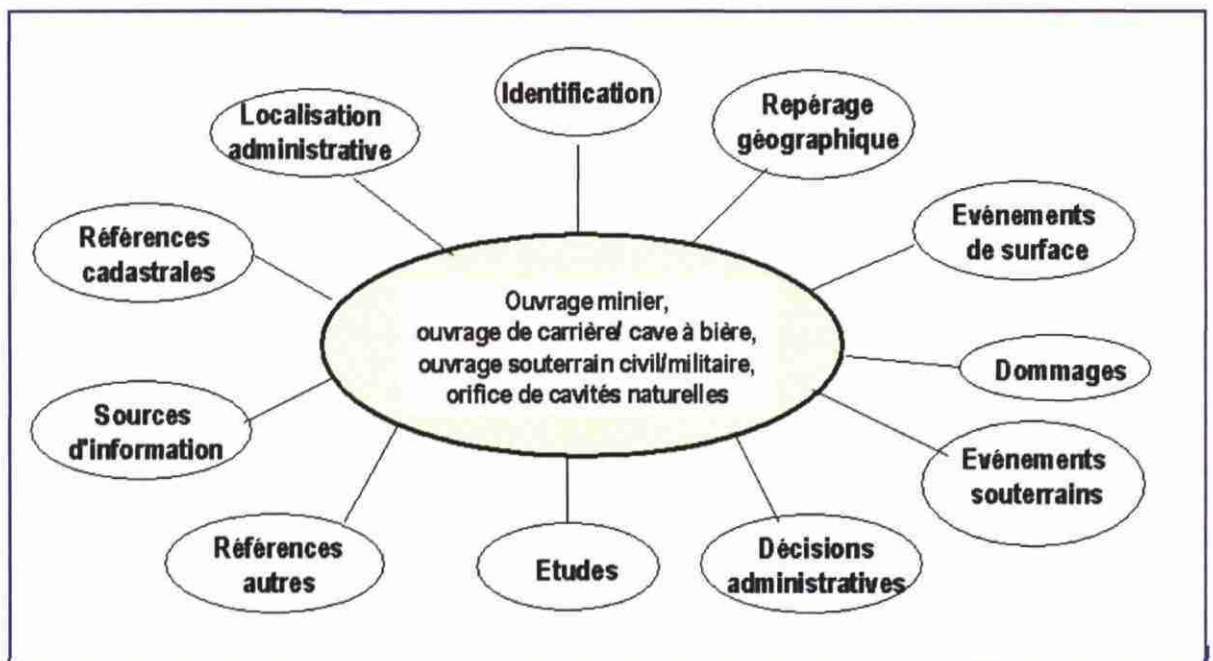 Identification
Repérage
géographique
Localisation
administrative
Evénements
de surface
Références
cadastrales
Ouvrage minier,
ouvrage de carrière/ cave à bière,
ouvrage souterrain civil/militaire,
orifice de cavités naturelles
Dommages
Sources
d'information
Evénements
souterrains
Références
autres
Etudes
Décisions
administratives